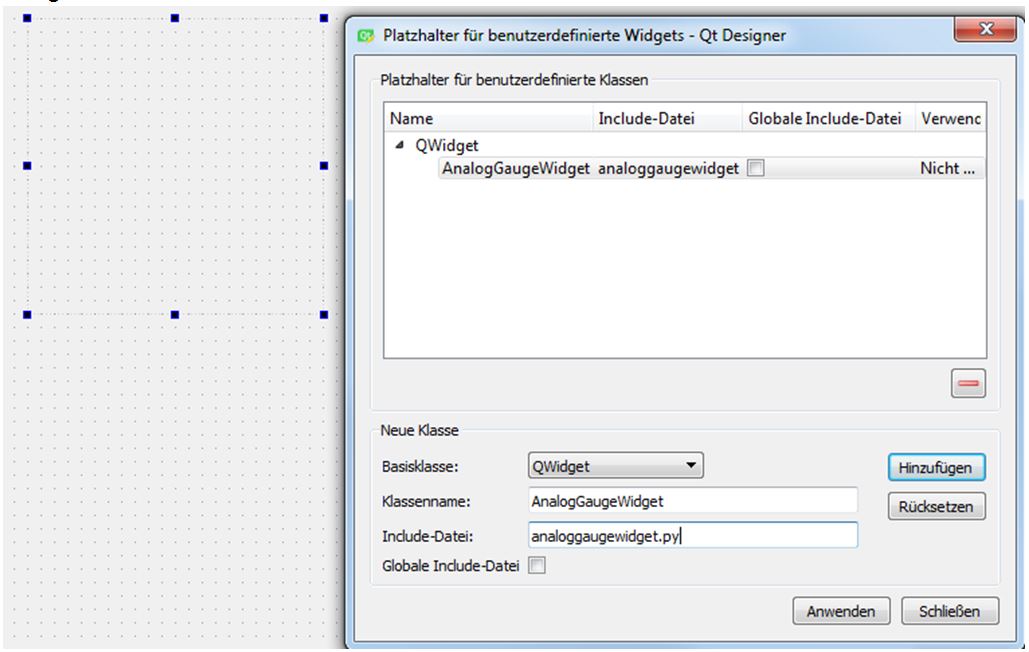 Platzhalter für benutzerdefinierte Widgets - Qt Designer
Platzhalter für benutzerdefinierte Klassen
Name Include-Datei Globale Include-Datei Verwend
QWidget
AnalogGaugeWidget analoggaugewidget Nicht ...
Neue Klasse
Basisklasse: QWidget Hinzufügen
Klassenname: AnalogGaugeWidget Rücksetzen
Include-Datei: analoggaugewidget.py
Globale Include-Datei
Anwenden Schließen